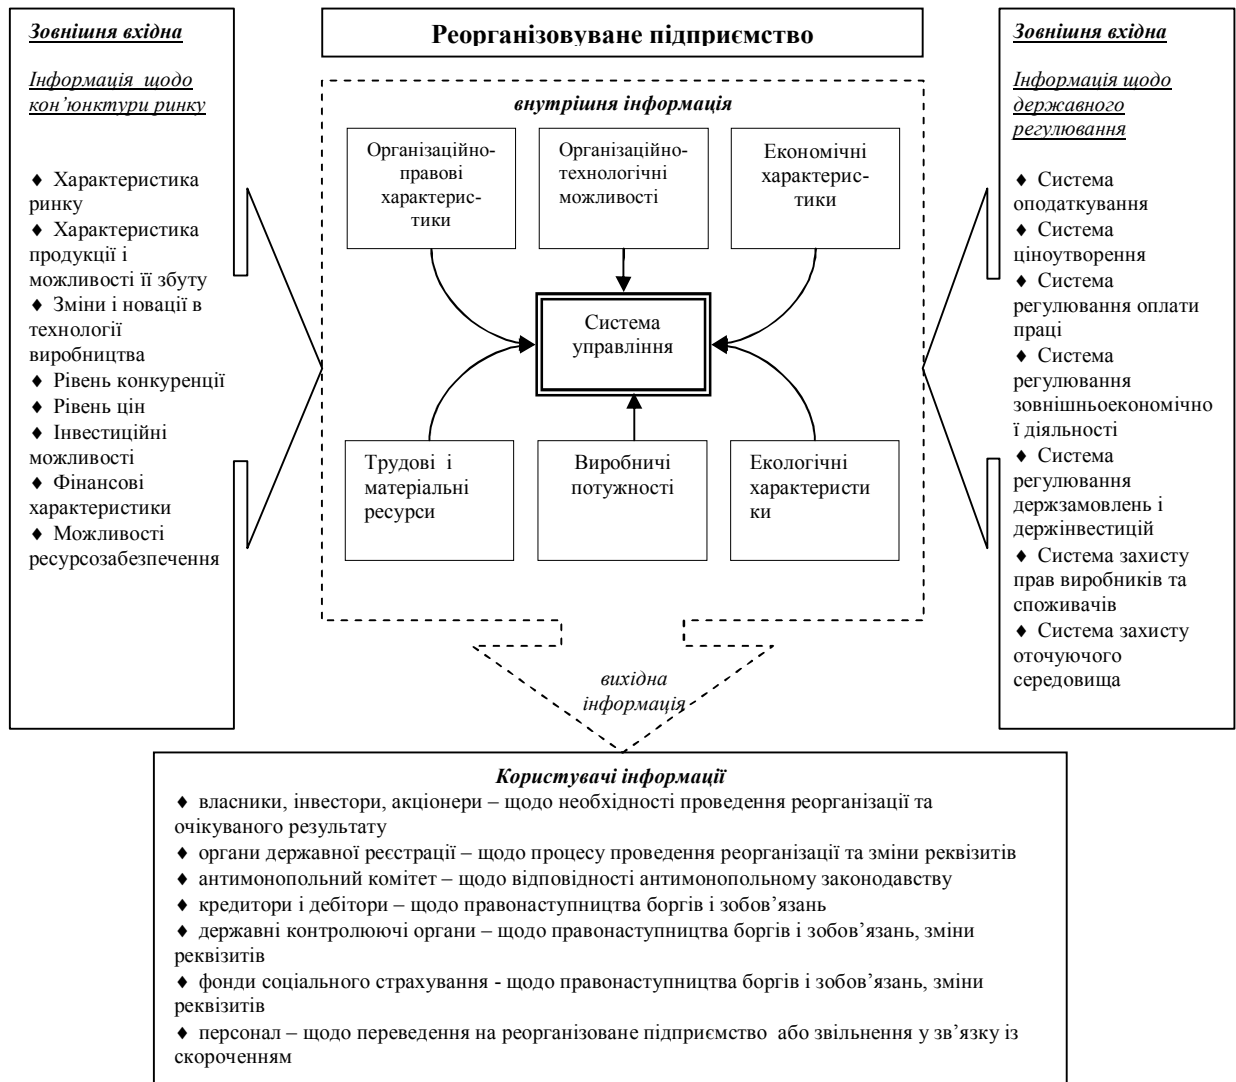 Зовнішня вхідна
Інформація щодо
кон’юнктури ринку
♦ Характеристика
ринку
♦ Характеристика
продукції і
можливості її збуту
♦ Зміни і новації в
технології
виробництва
♦ Рівень конкуренції
♦ Рівень цін
♦ Інвестиційні
можливості
♦ Фінансові
характеристики
♦ Можливості
ресурсозабезпечення
Реорганізовуване підприємство
внутрішня інформація
Організаційно-
правові
характерис-
тики
Організаційно-
технологічні
можливості
Економічні
характерис-
тики
Система
управління
Трудові і
матеріальні
ресурси
Виробничі
потужності
Екологічні
характеристи
ки
вихідна
інформація
Зовнішня вхідна
Інформація щодо
державного
регулювання
♦ Система
оподаткування
♦ Система
ціноутворення
♦ Система
регулювання оплати
праці
♦ Система
регулювання
зовнішньоекономічно
ї діяльності
♦ Система
регулювання
держзамовлень і
держінвестицій
♦ Система захисту
прав виробників та
споживачів
♦ Система захисту
оточуючого
середовища
Користувачі інформації
♦ власники, інвестори, акціонери – щодо необхідності проведення реорганізації та
очікуваного результату
♦ органи державної реєстрації – щодо процесу проведення реорганізації та зміни реквізитів
♦ антимонопольний комітет – щодо відповідності антимонопольному законодавству
♦ кредитори і дебітори – щодо правонаступництва боргів і зобов’язань
♦ державні контролюючі органи – щодо правонаступництва боргів і зобов’язань, зміни
реквізитів
♦ фонди соціального страхування - щодо правонаступництва боргів і зобов’язань, зміни
реквізитів
♦ персонал – щодо переведення на реорганізоване підприємство або звільнення у зв’язку із
скороченням